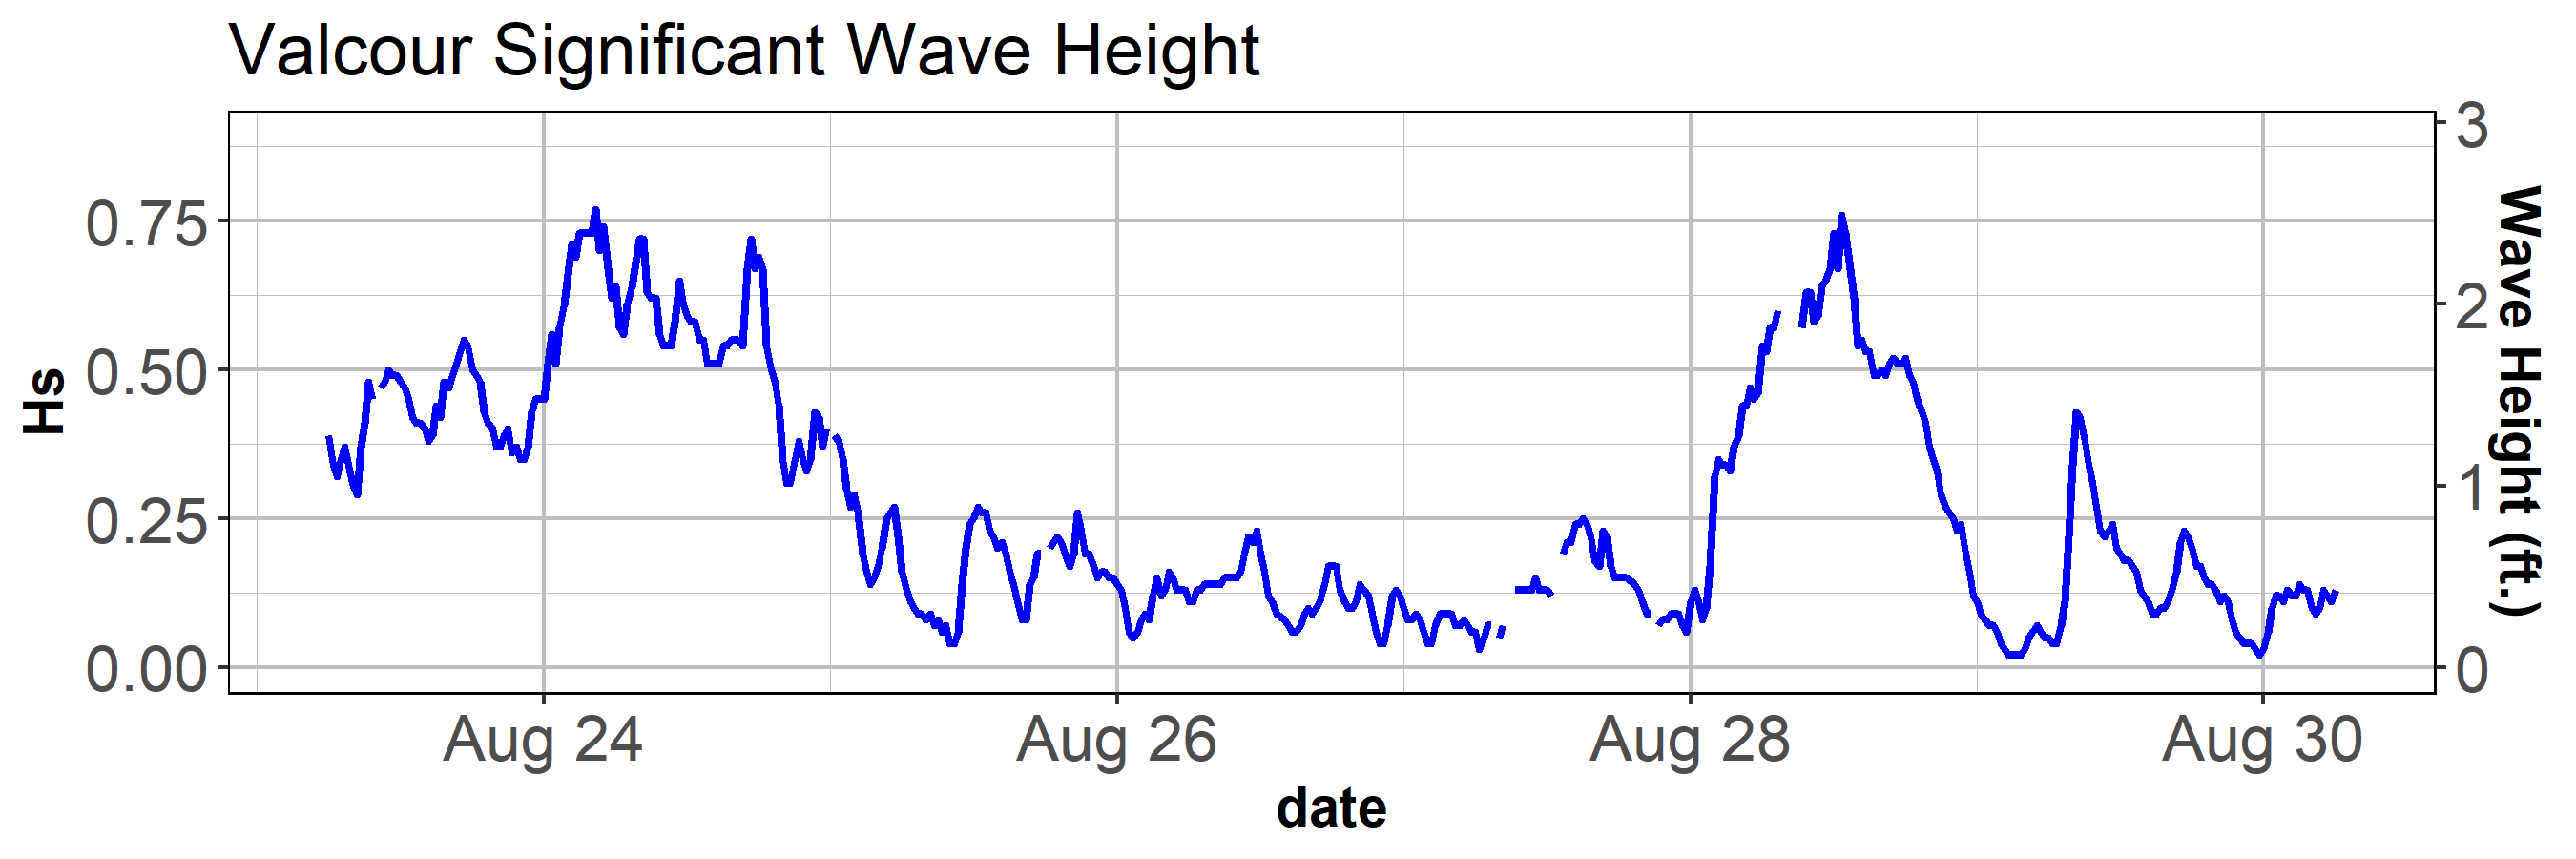 Valcour Significant Wave Height
Hs
0.75
0.50
0.25
0.00
3
2
1
0
Wave Height (ft.)
Aug 24 Aug 26 Aug 28 Aug 30
date